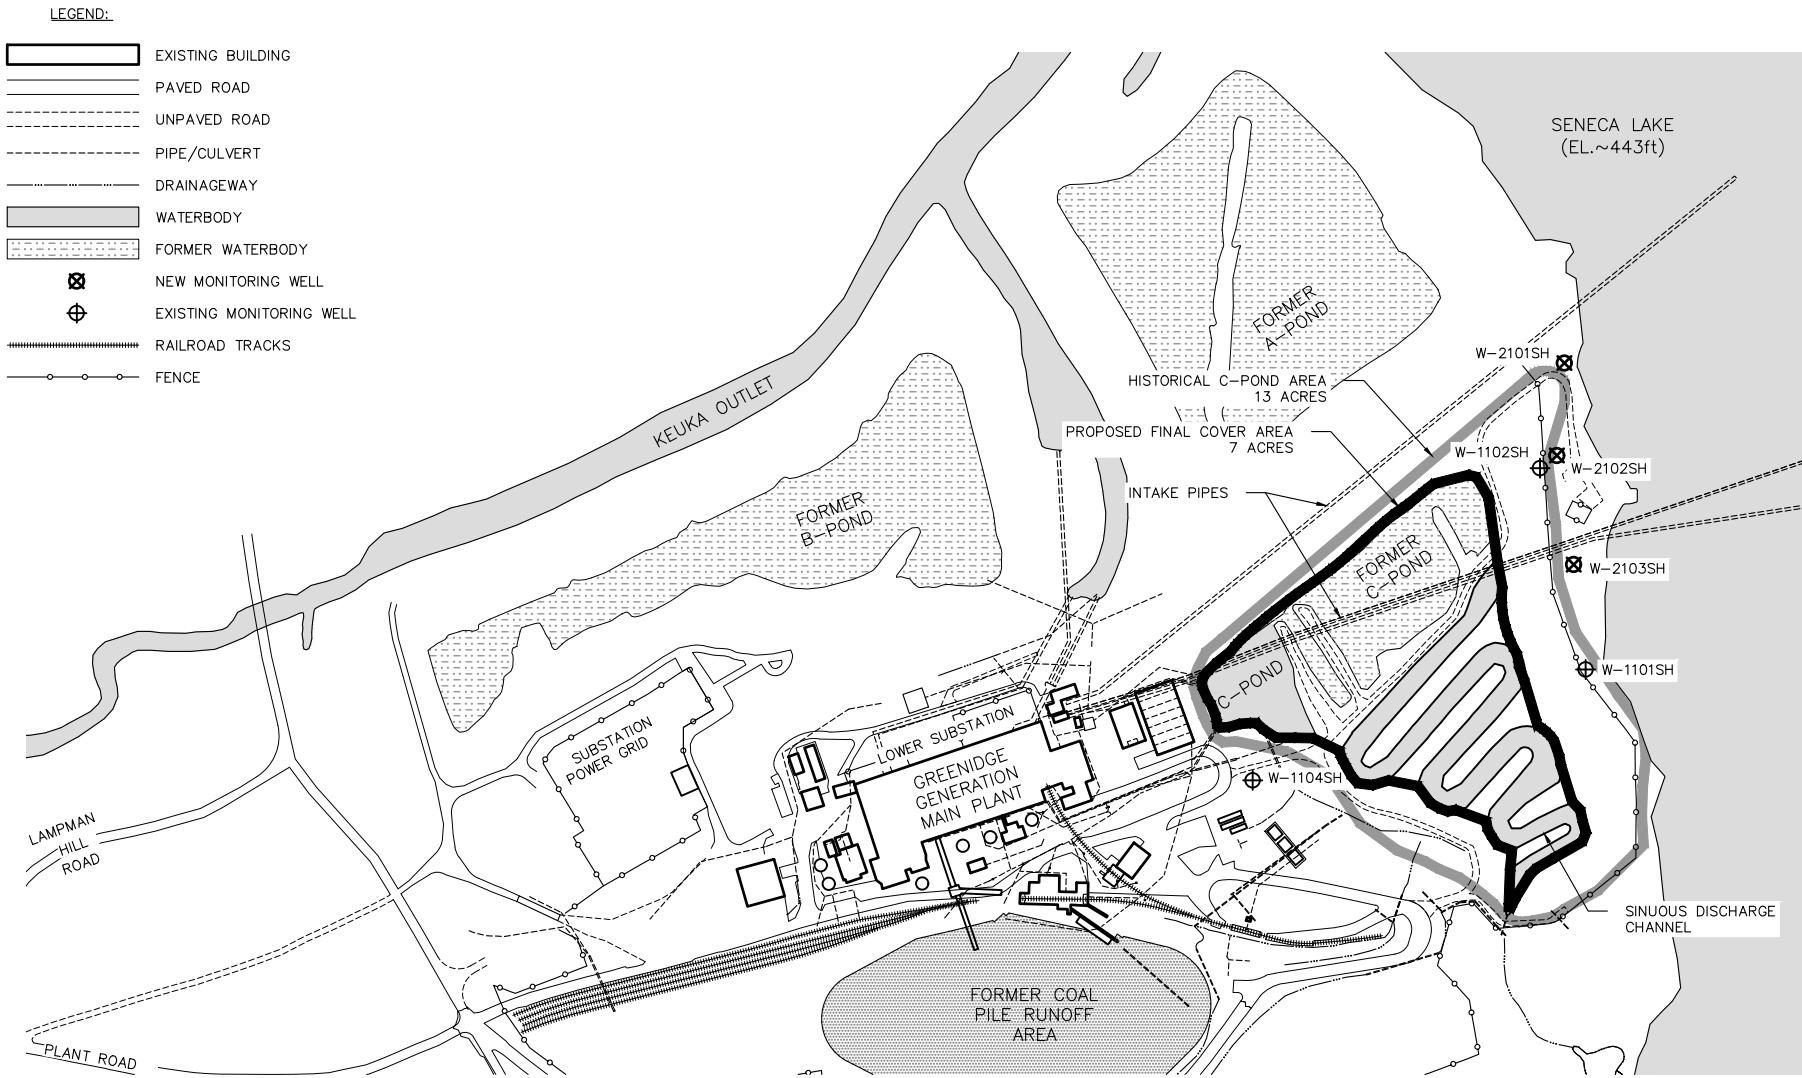 LEGEND:
EXISTING BUILDING
PAVED ROAD
UNPAVED ROAD
PIPE/CULVERT
DRAINAGEWAY
WATERBODY
FORMER WATERBODY
NEW MONITORING WELL
EXISTING MONITORING WELL
RAILROAD TRACKS
FENCE
SENECA LAKE
(EL.~443ft)
FORMER
A-POND
W-2101SH
HISTORICAL C-POND AREA
13 ACRES
KEUKA OUTLET
PROPOSED FINAL COVER AREA
7 ACRES
W-1102SH
W-2102SH
INTAKE PIPES
FORMER
B-POND
FORMER
C-POND
W-2103SH
W-1101SH
C-POND
SUBSTATION
POWER GRID
LOWER SUBSTATION
GREENIDGE
GENERATION
MAIN PLANT
W-1104SH
LAMPMAN
HILL
ROAD
SINUOUS DISCHARGE
CHANNEL
FORMER COAL
PILE RUNOFF
AREA
PLANT ROAD